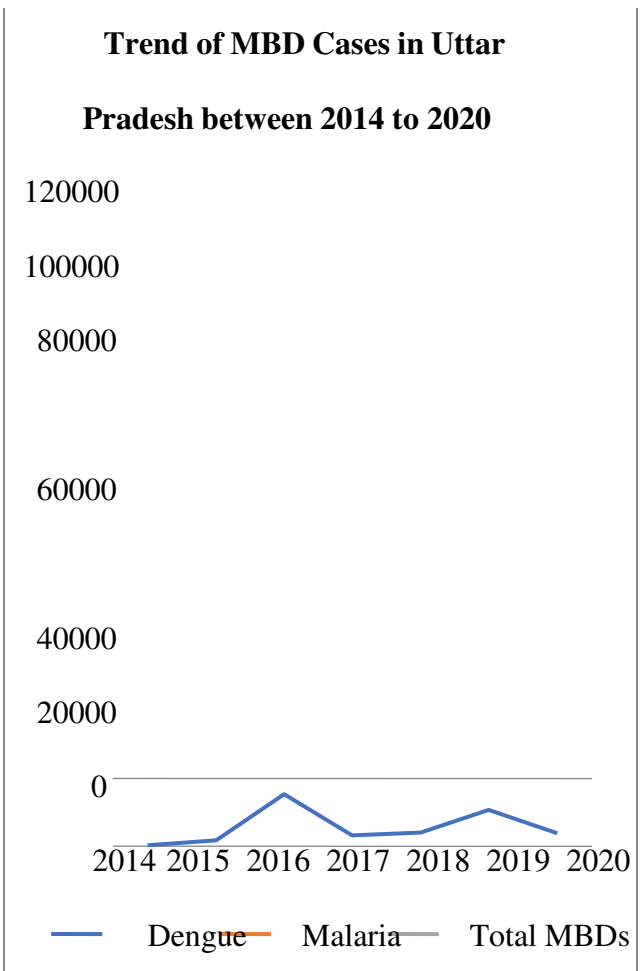 Trend of MBD Cases in Uttar
Pradesh between 2014 to 2020
120000
100000
80000
60000
40000
20000
0
2014 2015 2016 2017 2018 2019 2020
Dengue Malaria Total MBDs